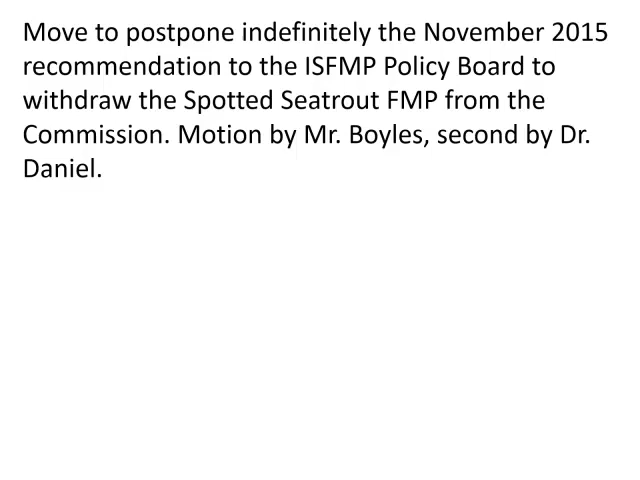 Move to postpone indefinitely the November 2015
recommendation to the ISFMP Policy Board to
withdraw the Spotted Seatrout FMP from the
Commission. Motion by Mr. Boyles, second by Dr.
Daniel.